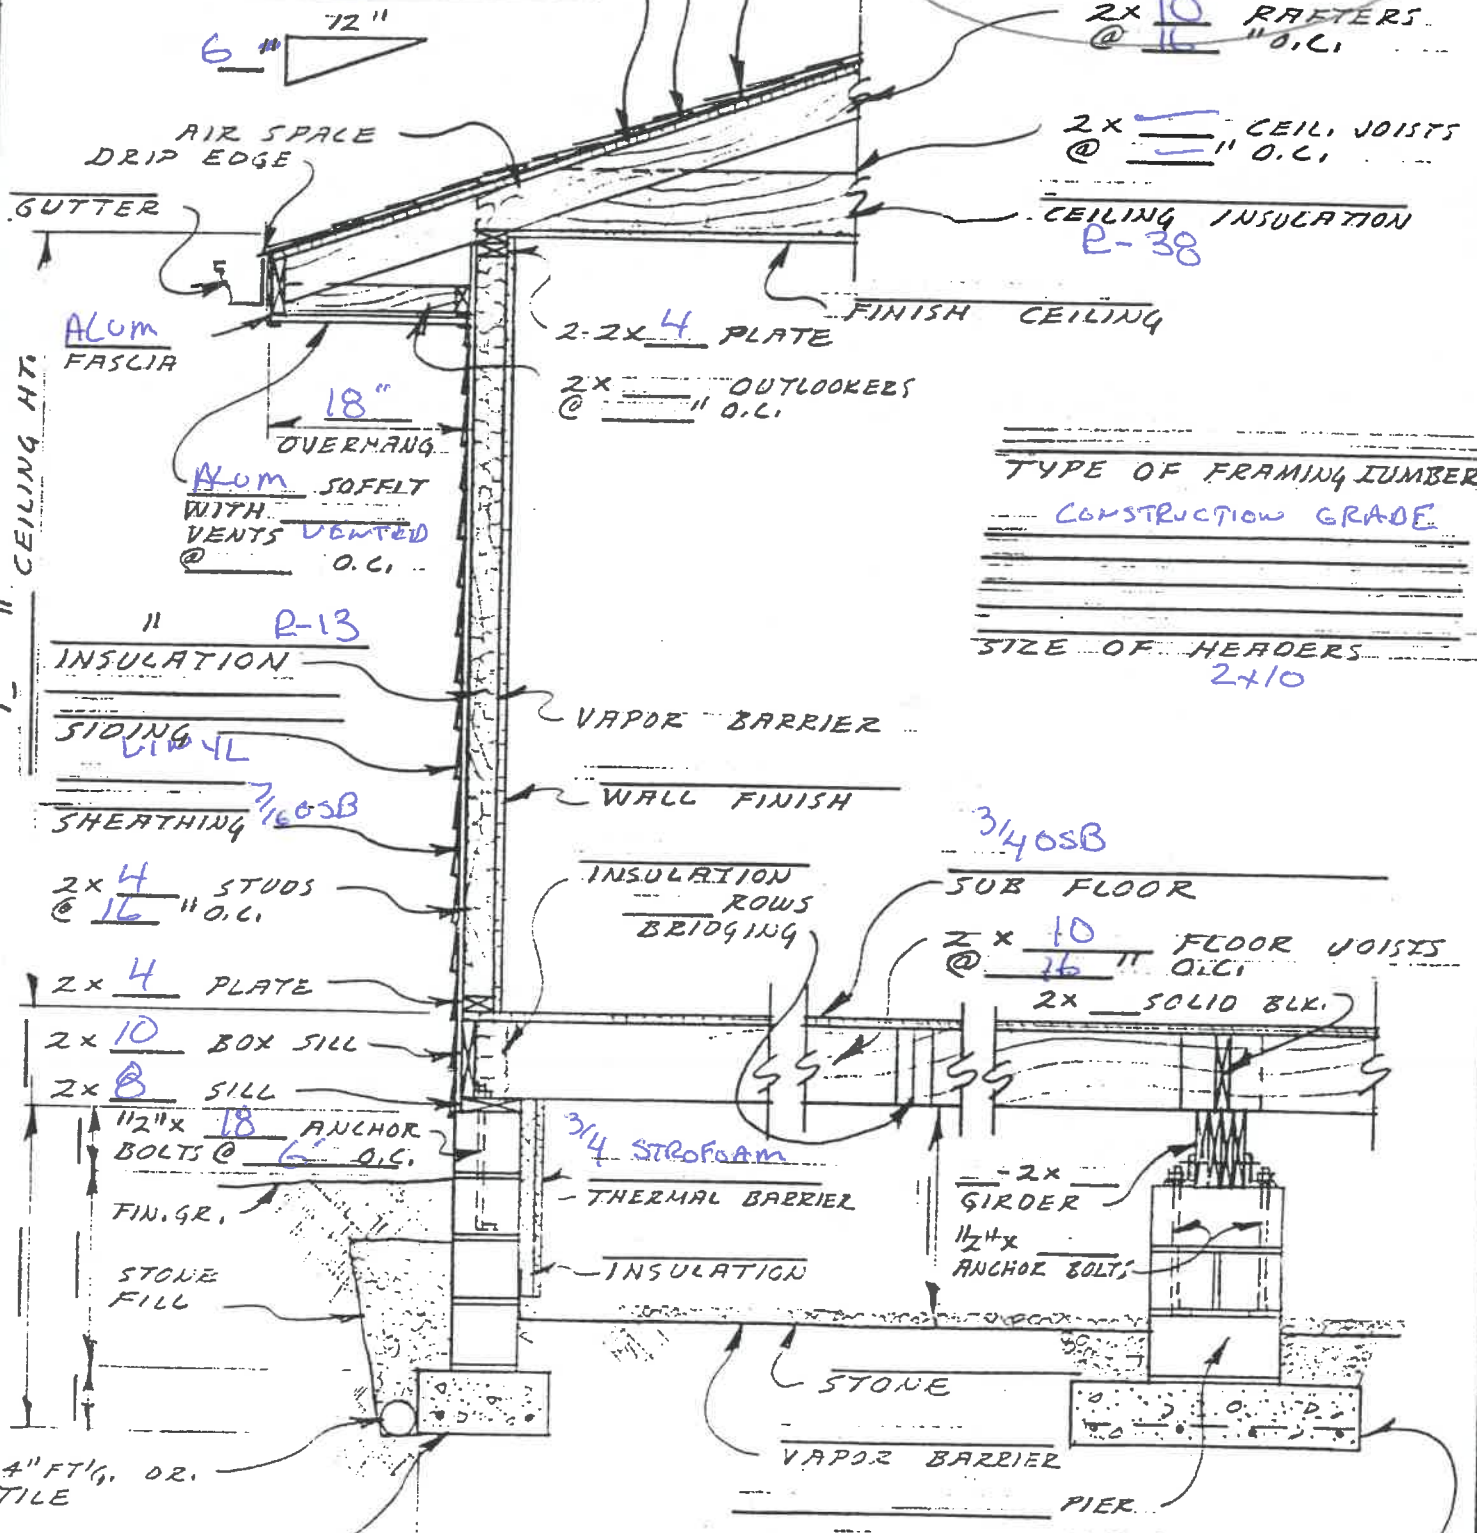 12"
6 "
2x 10 RAFTERS
@ 16 "O.C.
AIR SPACE
DRIP EDGE
2x CEIL. JOISTS
@ " O.C.
GUTTER
CEILING INSULATION
R-38
ALUM
FASCIA
2-2x 4 PLATE
FINISH CEILING
2x OUTLOOKERS
@ " O.C.
18"
OVERHANG
ALUM SOFFIT
WITH
VENTS VENTED
@ O.C.
CEILING HT.
TYPE OF FRAMING LUMBER
CONSTRUCTION GRADE
SIZE OF HEADERS
2x10
" R-13
INSULATION
SIDING
VINYL
VAPOR BARRIER
WALL FINISH
SHEATHING 7/16 OSB
3/4 OSB
SUB FLOOR
2x 4 STUDS
@ 16 "O.C.
INSULATION
ROWS
BRIDGING
2 x 10 FLOOR JOISTS
@ 16 " O.C.
2x SOLID BLK.
2x 4 PLATE
2x 10 BOX SILL
2x 8 SILL
1/2"x 18 ANCHOR
BOLTS @ 6' O.C.
3/4 STROFOAM
THERMAL BARRIER
-2x
GIRDER
1/2"x
ANCHOR BOLTS
FIN. GR.
INSULATION
STONE
FILL
STONE
VAPOR BARRIER
PIER
4" FT'G. DR.
TILE